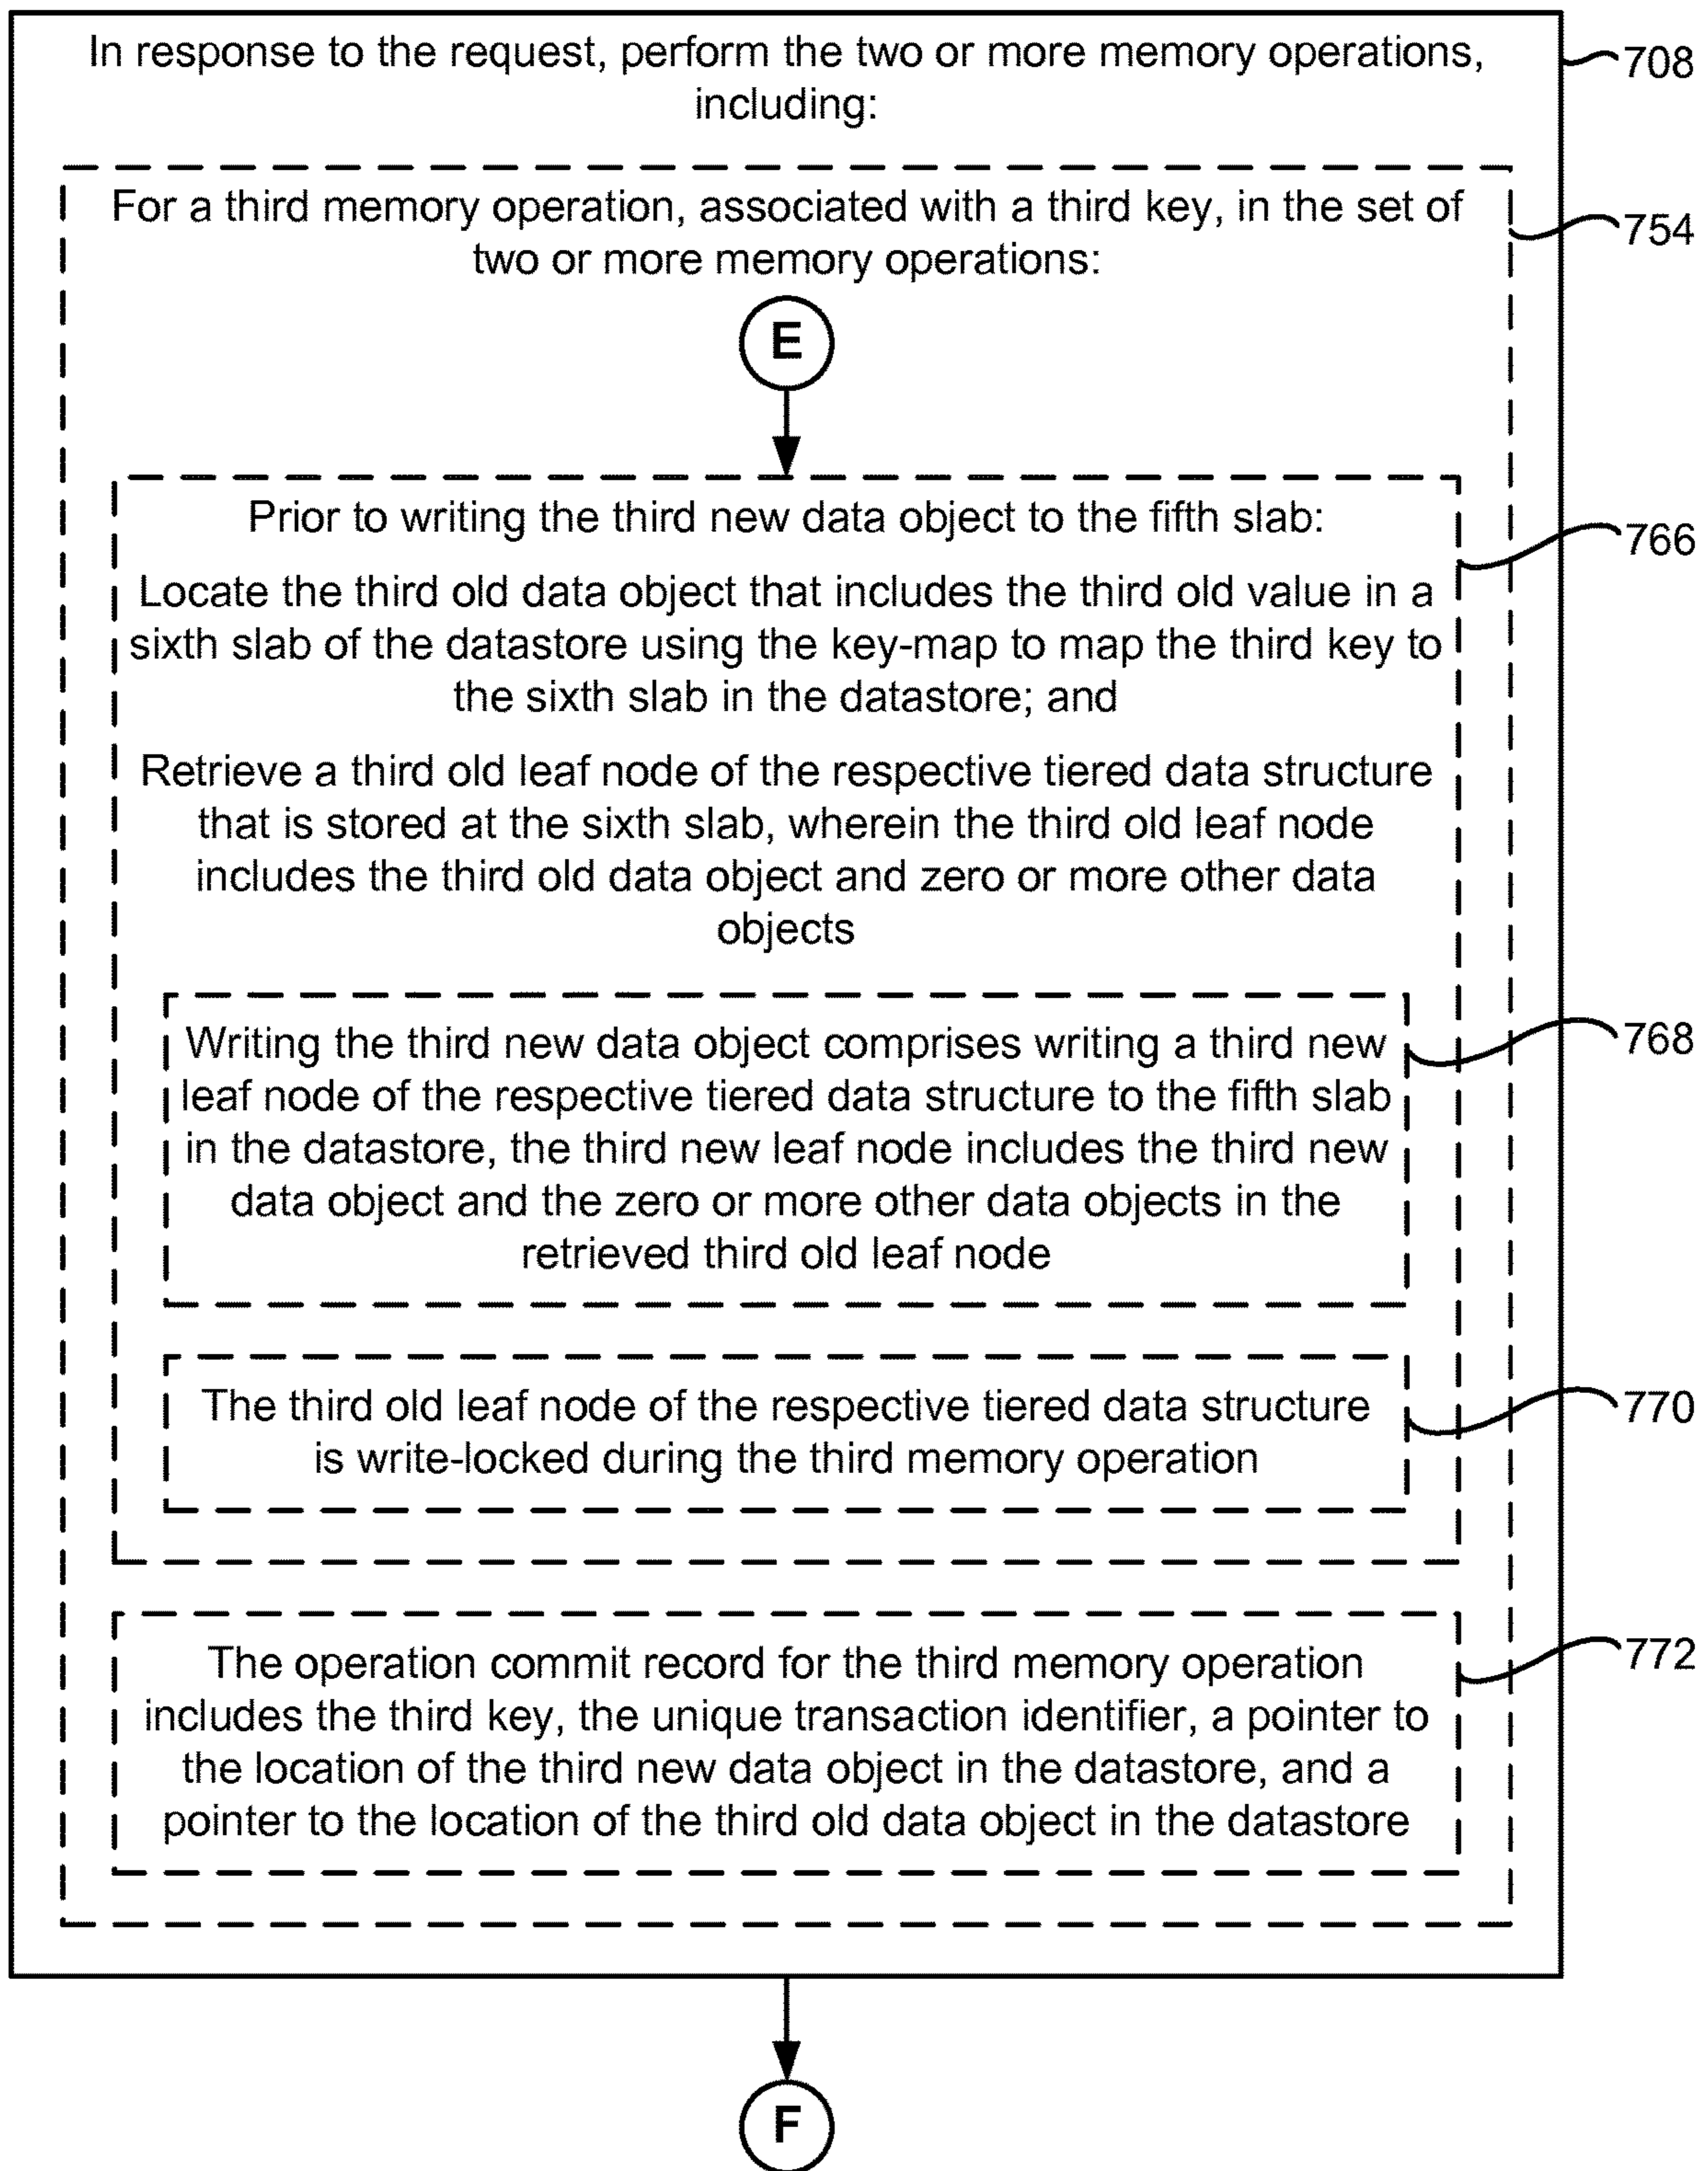 In response to the request, perform the two or more memory operations,
including:
708
For a third memory operation, associated with a third key, in the set of
two or more memory operations:
754
E
Prior to writing the third new data object to the fifth slab:
766
Locate the third old data object that includes the third old value in a
sixth slab of the datastore using the key-map to map the third key to
the sixth slab in the datastore; and
Retrieve a third old leaf node of the respective tiered data structure
that is stored at the sixth slab, wherein the third old leaf node
includes the third old data object and zero or more other data
objects
Writing the third new data object comprises writing a third new
leaf node of the respective tiered data structure to the fifth slab
in the datastore, the third new leaf node includes the third new
data object and the zero or more other data objects in the
retrieved third old leaf node
768
The third old leaf node of the respective tiered data structure
is write-locked during the third memory operation
770
The operation commit record for the third memory operation
includes the third key, the unique transaction identifier, a pointer to
the location of the third new data object in the datastore, and a
pointer to the location of the third old data object in the datastore
772
F